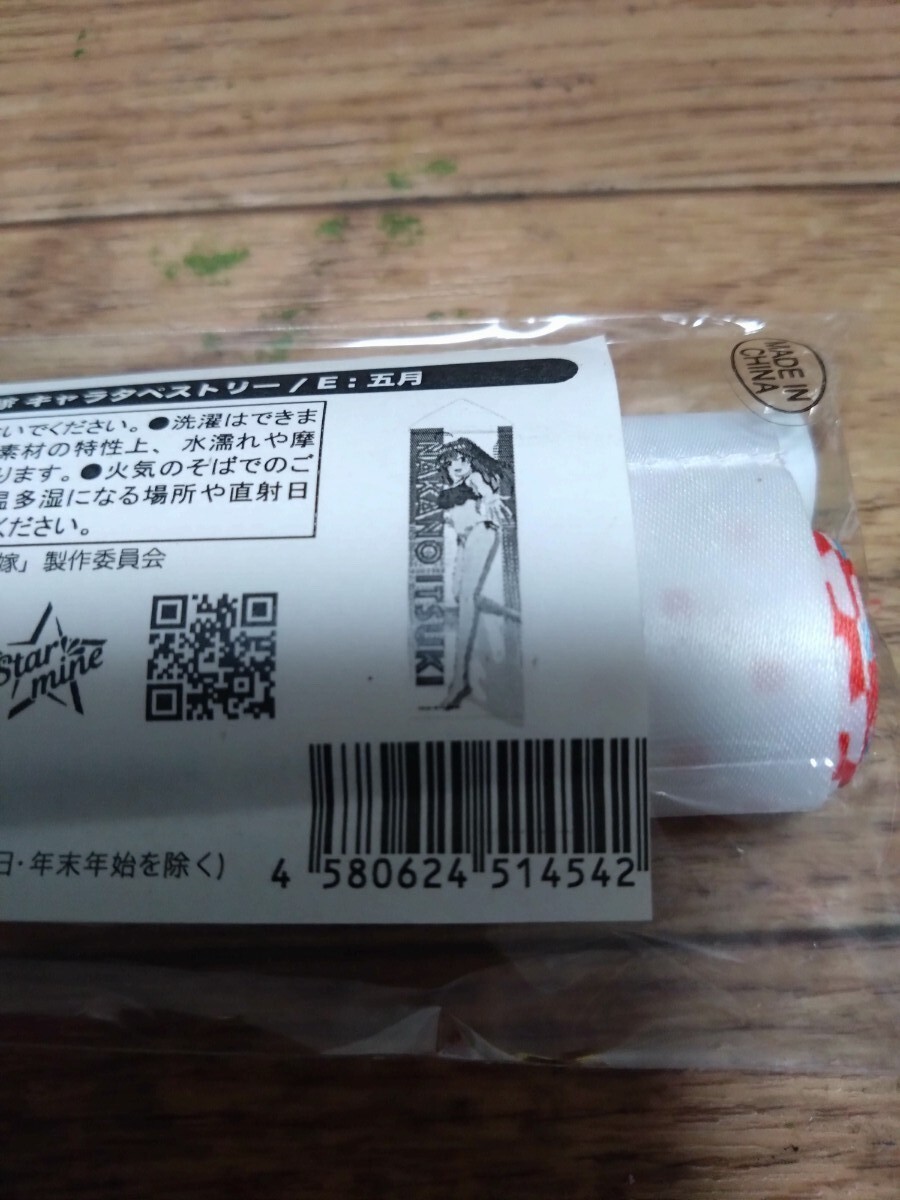 キャラタペストリー / E : 五月
MADE IN
CHINA
いでください。●洗濯はできま
素材の特性上、水濡れや摩
ります。●火気のそばでのご
温多湿になる場所や直射日
ください。
嫁」製作委員会
NAKANO ITSUKI
Star
mine
日・年末年始を除く)
4 580624 514542